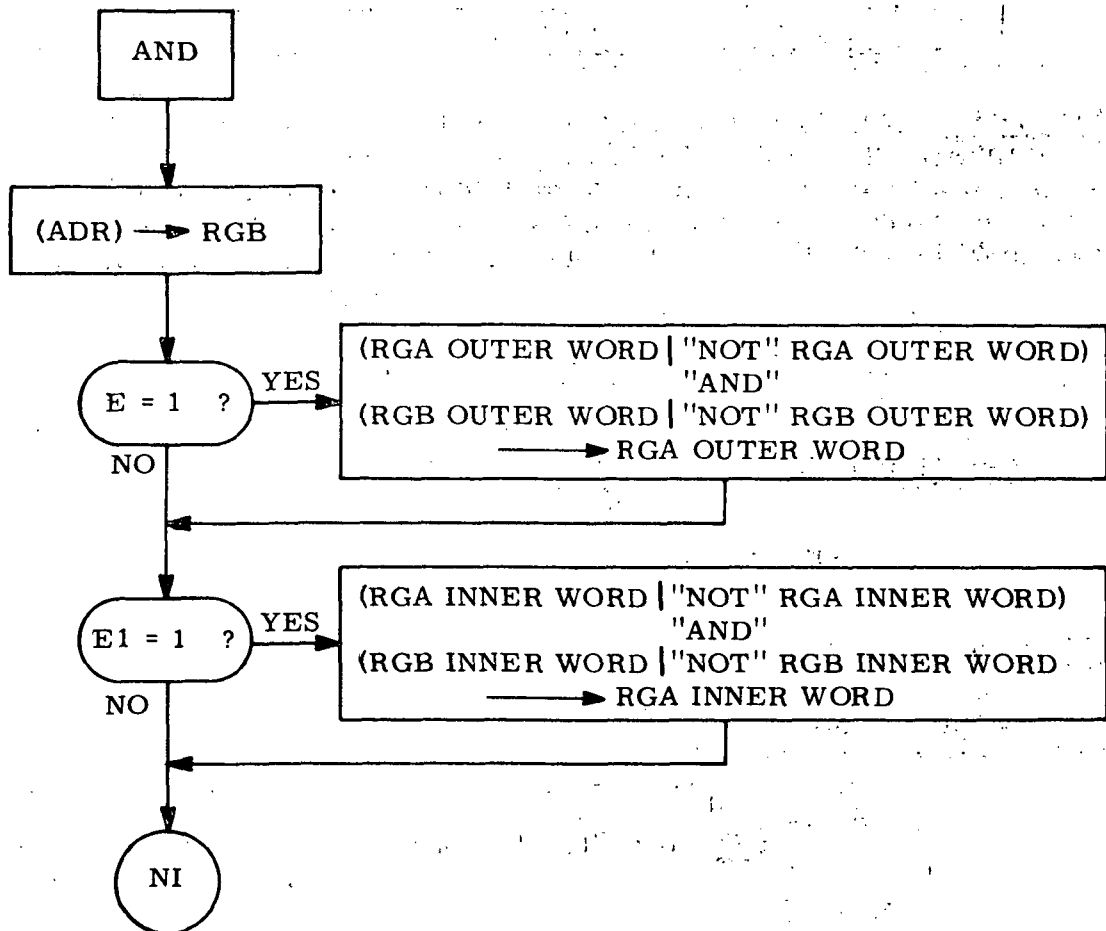 AND
(ADR) → RGB
E = 1 ?
YES
(RGA OUTER WORD | "NOT" RGA OUTER WORD)
"AND"
(RGB OUTER WORD | "NOT" RGB OUTER WORD)
→ RGA OUTER WORD
NO
E1 = 1 ?
YES
(RGA INNER WORD | "NOT" RGA INNER WORD)
"AND"
(RGB INNER WORD | "NOT" RGB INNER WORD
→ RGA INNER WORD
NO
NI